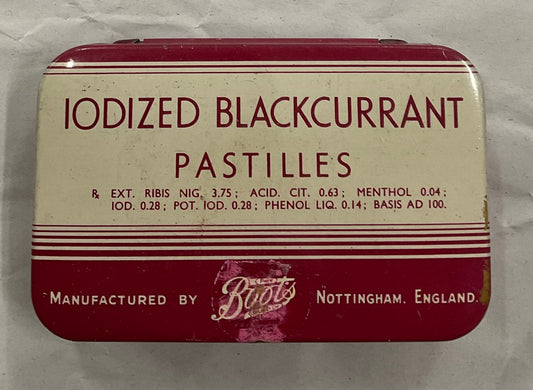 IODIZED BLACKCURRANT
PASTILLES
℞ EXT. RIBIS NIG. 3.75; ACID. CIT. 0.63; MENTHOL 0.04;
IOD. 0.28; POT. IOD. 0.28; PHENOL LIQ. 0.14; BASIS AD 100.
MANUFACTURED BY Boots NOTTINGHAM. ENGLAND.